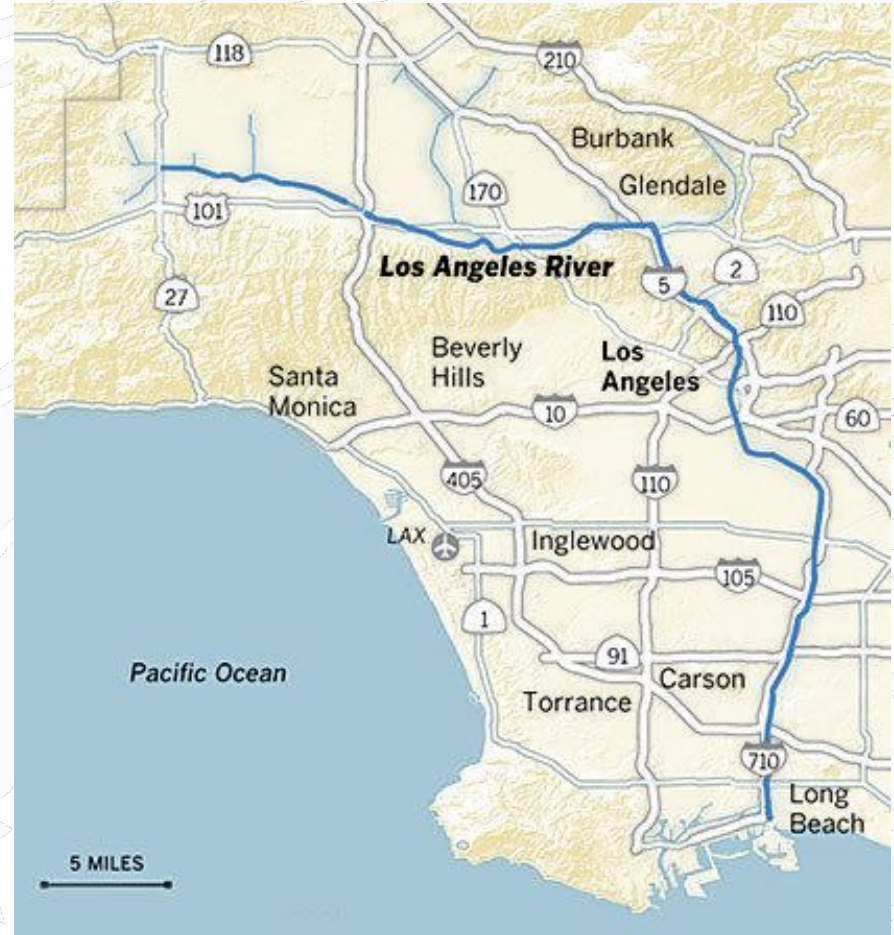 118
210
Burbank
170
Glendale
101
Los Angeles River
2
5
27
110
Beverly
Hills
Los
Angeles
Santa
Monica
10
60
405
110
LAX
Inglewood
105
1
91
Pacific Ocean
Carson
Torrance
710
Long
Beach
5 MILES